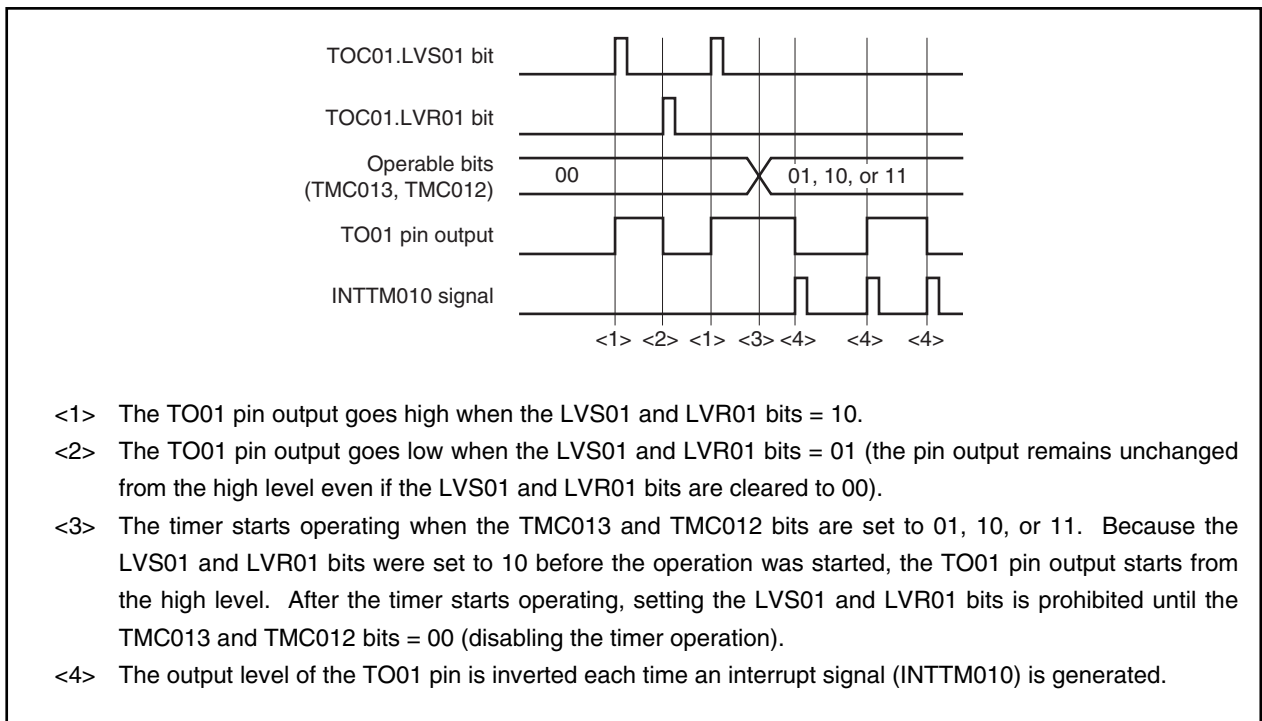 TOC01.LVS01 bit
TOC01.LVR01 bit
Operable bits
(TMC013, TMC012)
00
01, 10, or 11
TO01 pin output
INTTM010 signal
<1> <2> <1> <3> <4> <4> <4>
<1> The TO01 pin output goes high when the LVS01 and LVR01 bits = 10.
<2> The TO01 pin output goes low when the LVS01 and LVR01 bits = 01 (the pin output remains unchanged
from the high level even if the LVS01 and LVR01 bits are cleared to 00).
<3> The timer starts operating when the TMC013 and TMC012 bits are set to 01, 10, or 11. Because the
LVS01 and LVR01 bits were set to 10 before the operation was started, the TO01 pin output starts from
the high level. After the timer starts operating, setting the LVS01 and LVR01 bits is prohibited until the
TMC013 and TMC012 bits = 00 (disabling the timer operation).
<4> The output level of the TO01 pin is inverted each time an interrupt signal (INTTM010) is generated.